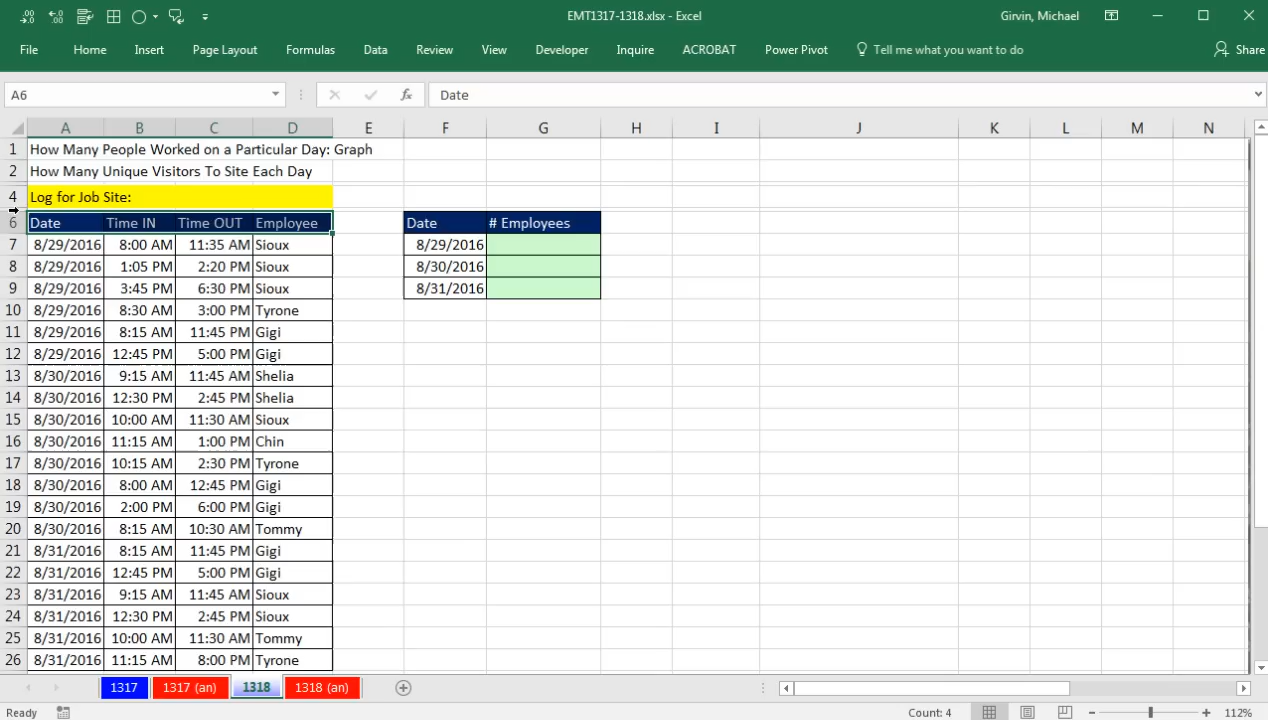 EMT1317-1318.xlsx - Excel
Girvin, Michael
File Home Insert Page Layout Formulas Data Review View Developer Inquire ACROBAT Power Pivot Tell me what you want to do Share
A6 fx Date
A B C D E F G H I J K L M N
1 How Many People Worked on a Particular Day: Graph
2 How Many Unique Visitors To Site Each Day
4 Log for Job Site:
6 Date Time IN Time OUT Employee Date # Employees
7 8/29/2016 8:00 AM 11:35 AM Sioux 8/29/2016
8 8/29/2016 1:05 PM 2:20 PM Sioux 8/30/2016
9 8/29/2016 3:45 PM 6:30 PM Sioux 8/31/2016
10 8/29/2016 8:30 AM 3:00 PM Tyrone
11 8/29/2016 8:15 AM 11:45 PM Gigi
12 8/29/2016 12:45 PM 5:00 PM Gigi
13 8/30/2016 9:15 AM 11:45 AM Shelia
14 8/30/2016 12:30 PM 2:45 PM Shelia
15 8/30/2016 10:00 AM 11:30 AM Sioux
16 8/30/2016 11:15 AM 1:00 PM Chin
17 8/30/2016 10:15 AM 2:30 PM Tyrone
18 8/30/2016 8:00 AM 12:45 PM Gigi
19 8/30/2016 2:00 PM 6:00 PM Gigi
20 8/30/2016 8:15 AM 10:30 AM Tommy
21 8/31/2016 8:15 AM 11:45 PM Gigi
22 8/31/2016 12:45 PM 5:00 PM Gigi
23 8/31/2016 9:15 AM 11:45 AM Sioux
24 8/31/2016 12:30 PM 2:45 PM Sioux
25 8/31/2016 10:00 AM 11:30 AM Tommy
26 8/31/2016 11:15 AM 8:00 PM Tyrone
1317 1317 (an) 1318 1318 (an)
Ready Count: 4 112%